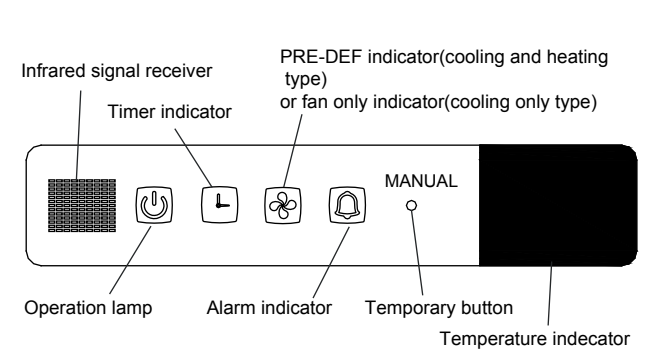 PRE-DEF indicator(cooling and heating
type)
or fan only indicator(cooling only type)
Infrared signal receiver
Timer indicator
MANUAL
Operation lamp
Alarm indicator
Temporary button
Temperature indecator